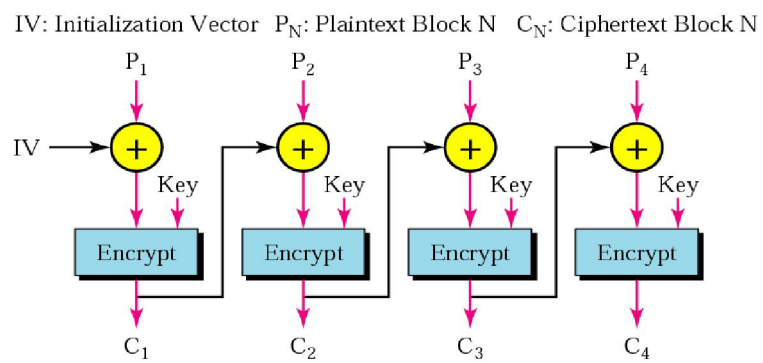 IV: Initialization Vector P_N: Plaintext Block N C_N: Ciphertext Block N
P_1 P_2 P_3 P_4
IV + + + +
Key Key Key Key
Encrypt Encrypt Encrypt Encrypt
C_1 C_2 C_3 C_4